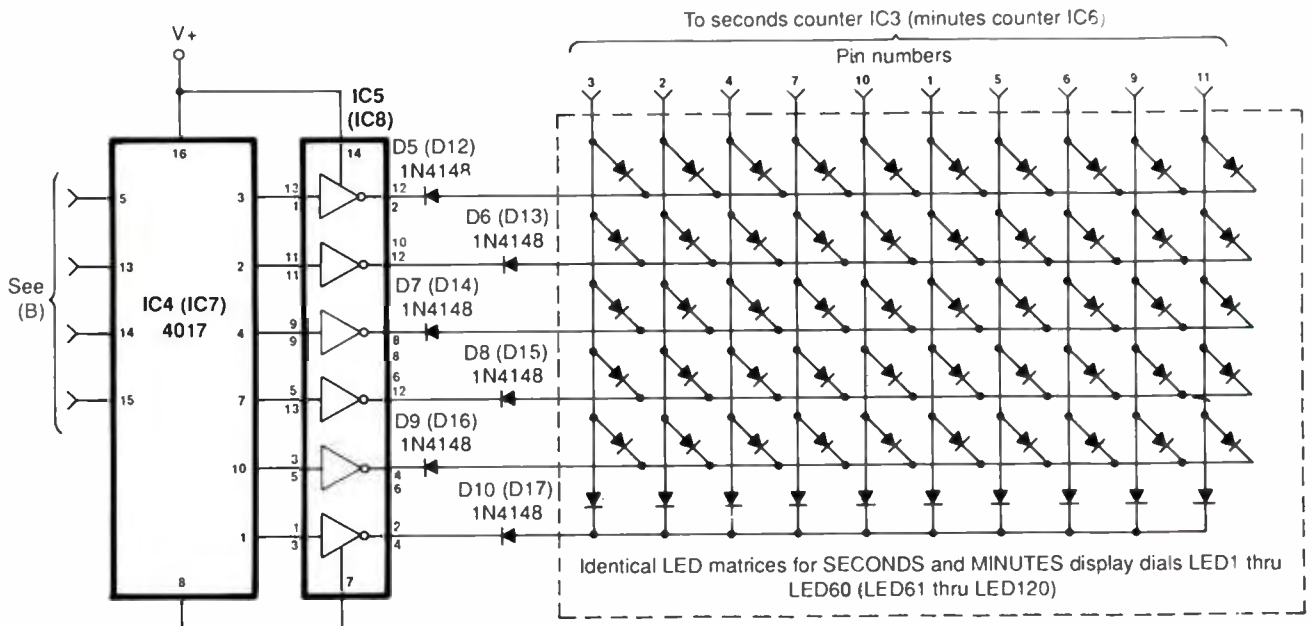 To seconds counter IC3 (minutes counter IC6)
Pin numbers
3 2 4 7 10 1 5 6 9 11
V+
IC5
(IC8)
16
14
D5 (D12)
1N4148
5
3
13
1
12
2
D6 (D13)
1N4148
13
2
11
11
10
12
D7 (D14)
1N4148
See
(B)
IC4 (IC7)
4017
14
4
9
9
8
8
D8 (D15)
1N4148
15
7
5
13
6
12
D9 (D16)
1N4148
10
3
5
4
6
D10 (D17)
1N4148
1
1
3
2
4
8
7
Identical LED matrices for SECONDS and MINUTES display dials LED1 thru
LED60 (LED61 thru LED120)